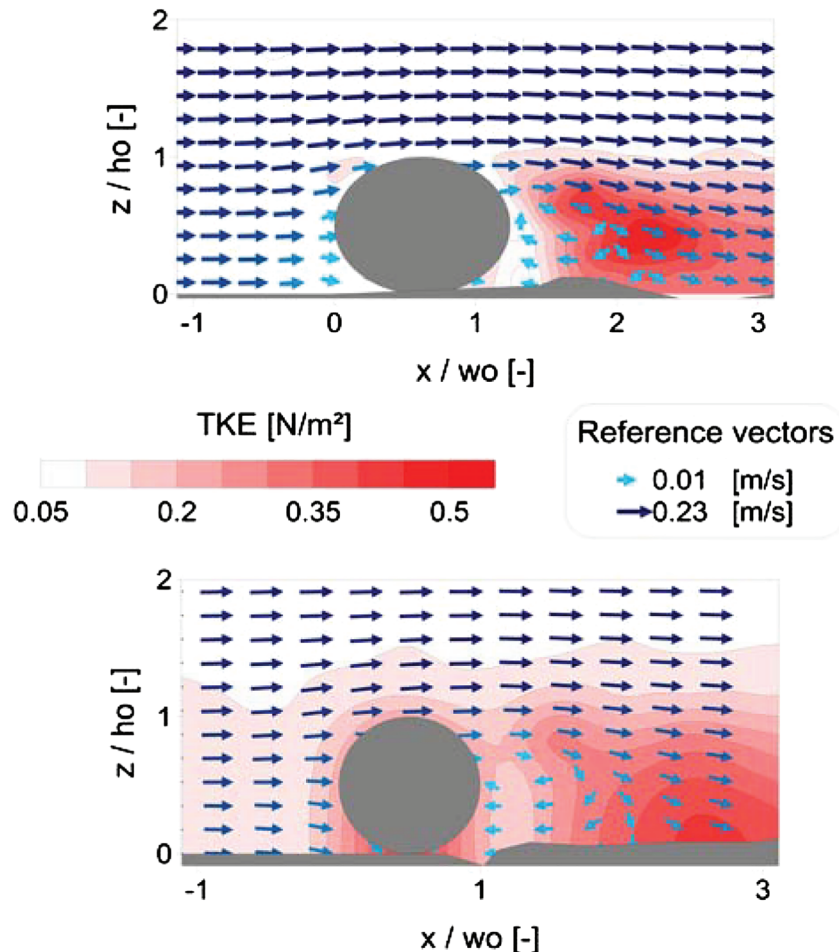 2
z / ho [-]
1
0
-1 0 1 2 3
x / wo [-]
TKE [N/m²]
0.05 0.2 0.35 0.5
Reference vectors
0.01 [m/s]
0.23 [m/s]
2
z / ho [-]
1
0
-1 1 3
x / wo [-]